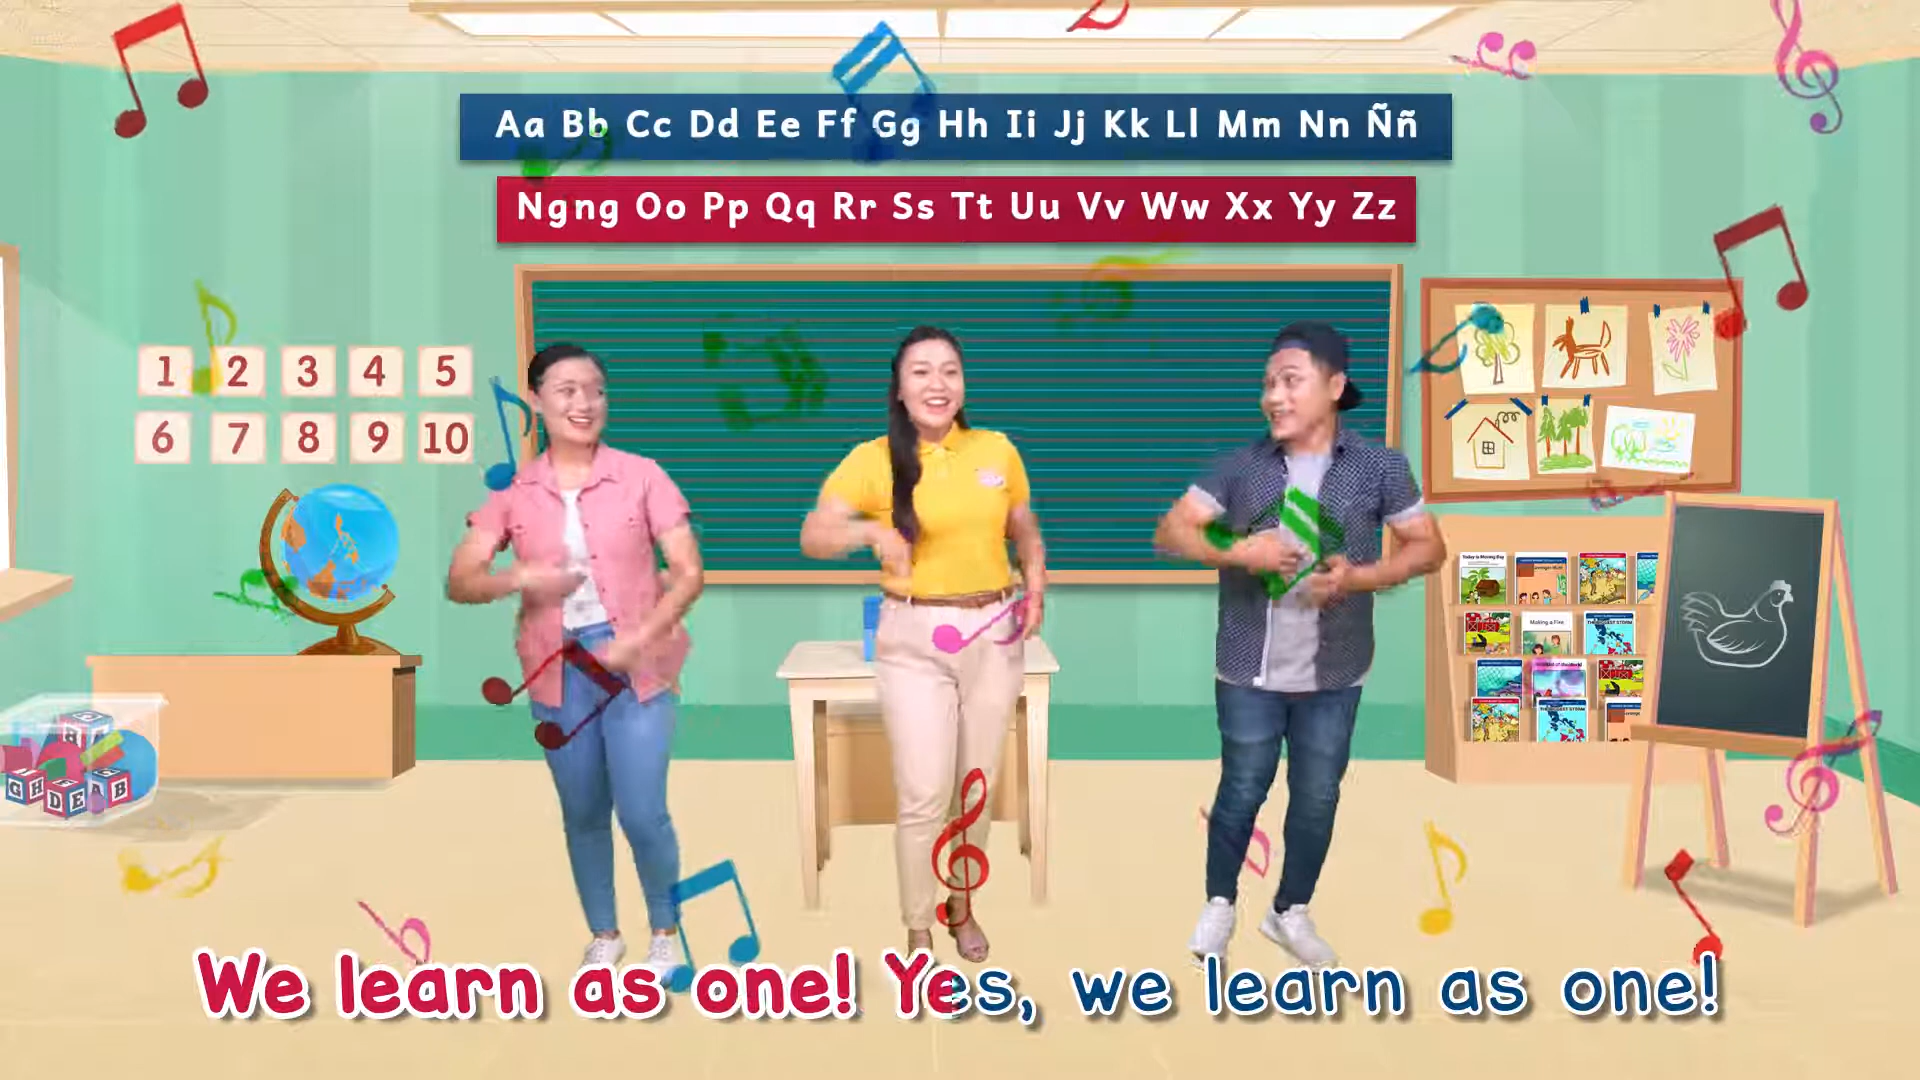 Aa Bb Cc Dd Ee Ff Gg Hh Ii Jj Kk Ll Mm Nn Ññ
Ngng Oo Pp Qq Rr Ss Tt Uu Vv Ww Xx Yy Zz
1 2 3 4 5
6 7 8 9 10
Making a Fire
G H D E A B
We learn as one! Yes, we learn as one!